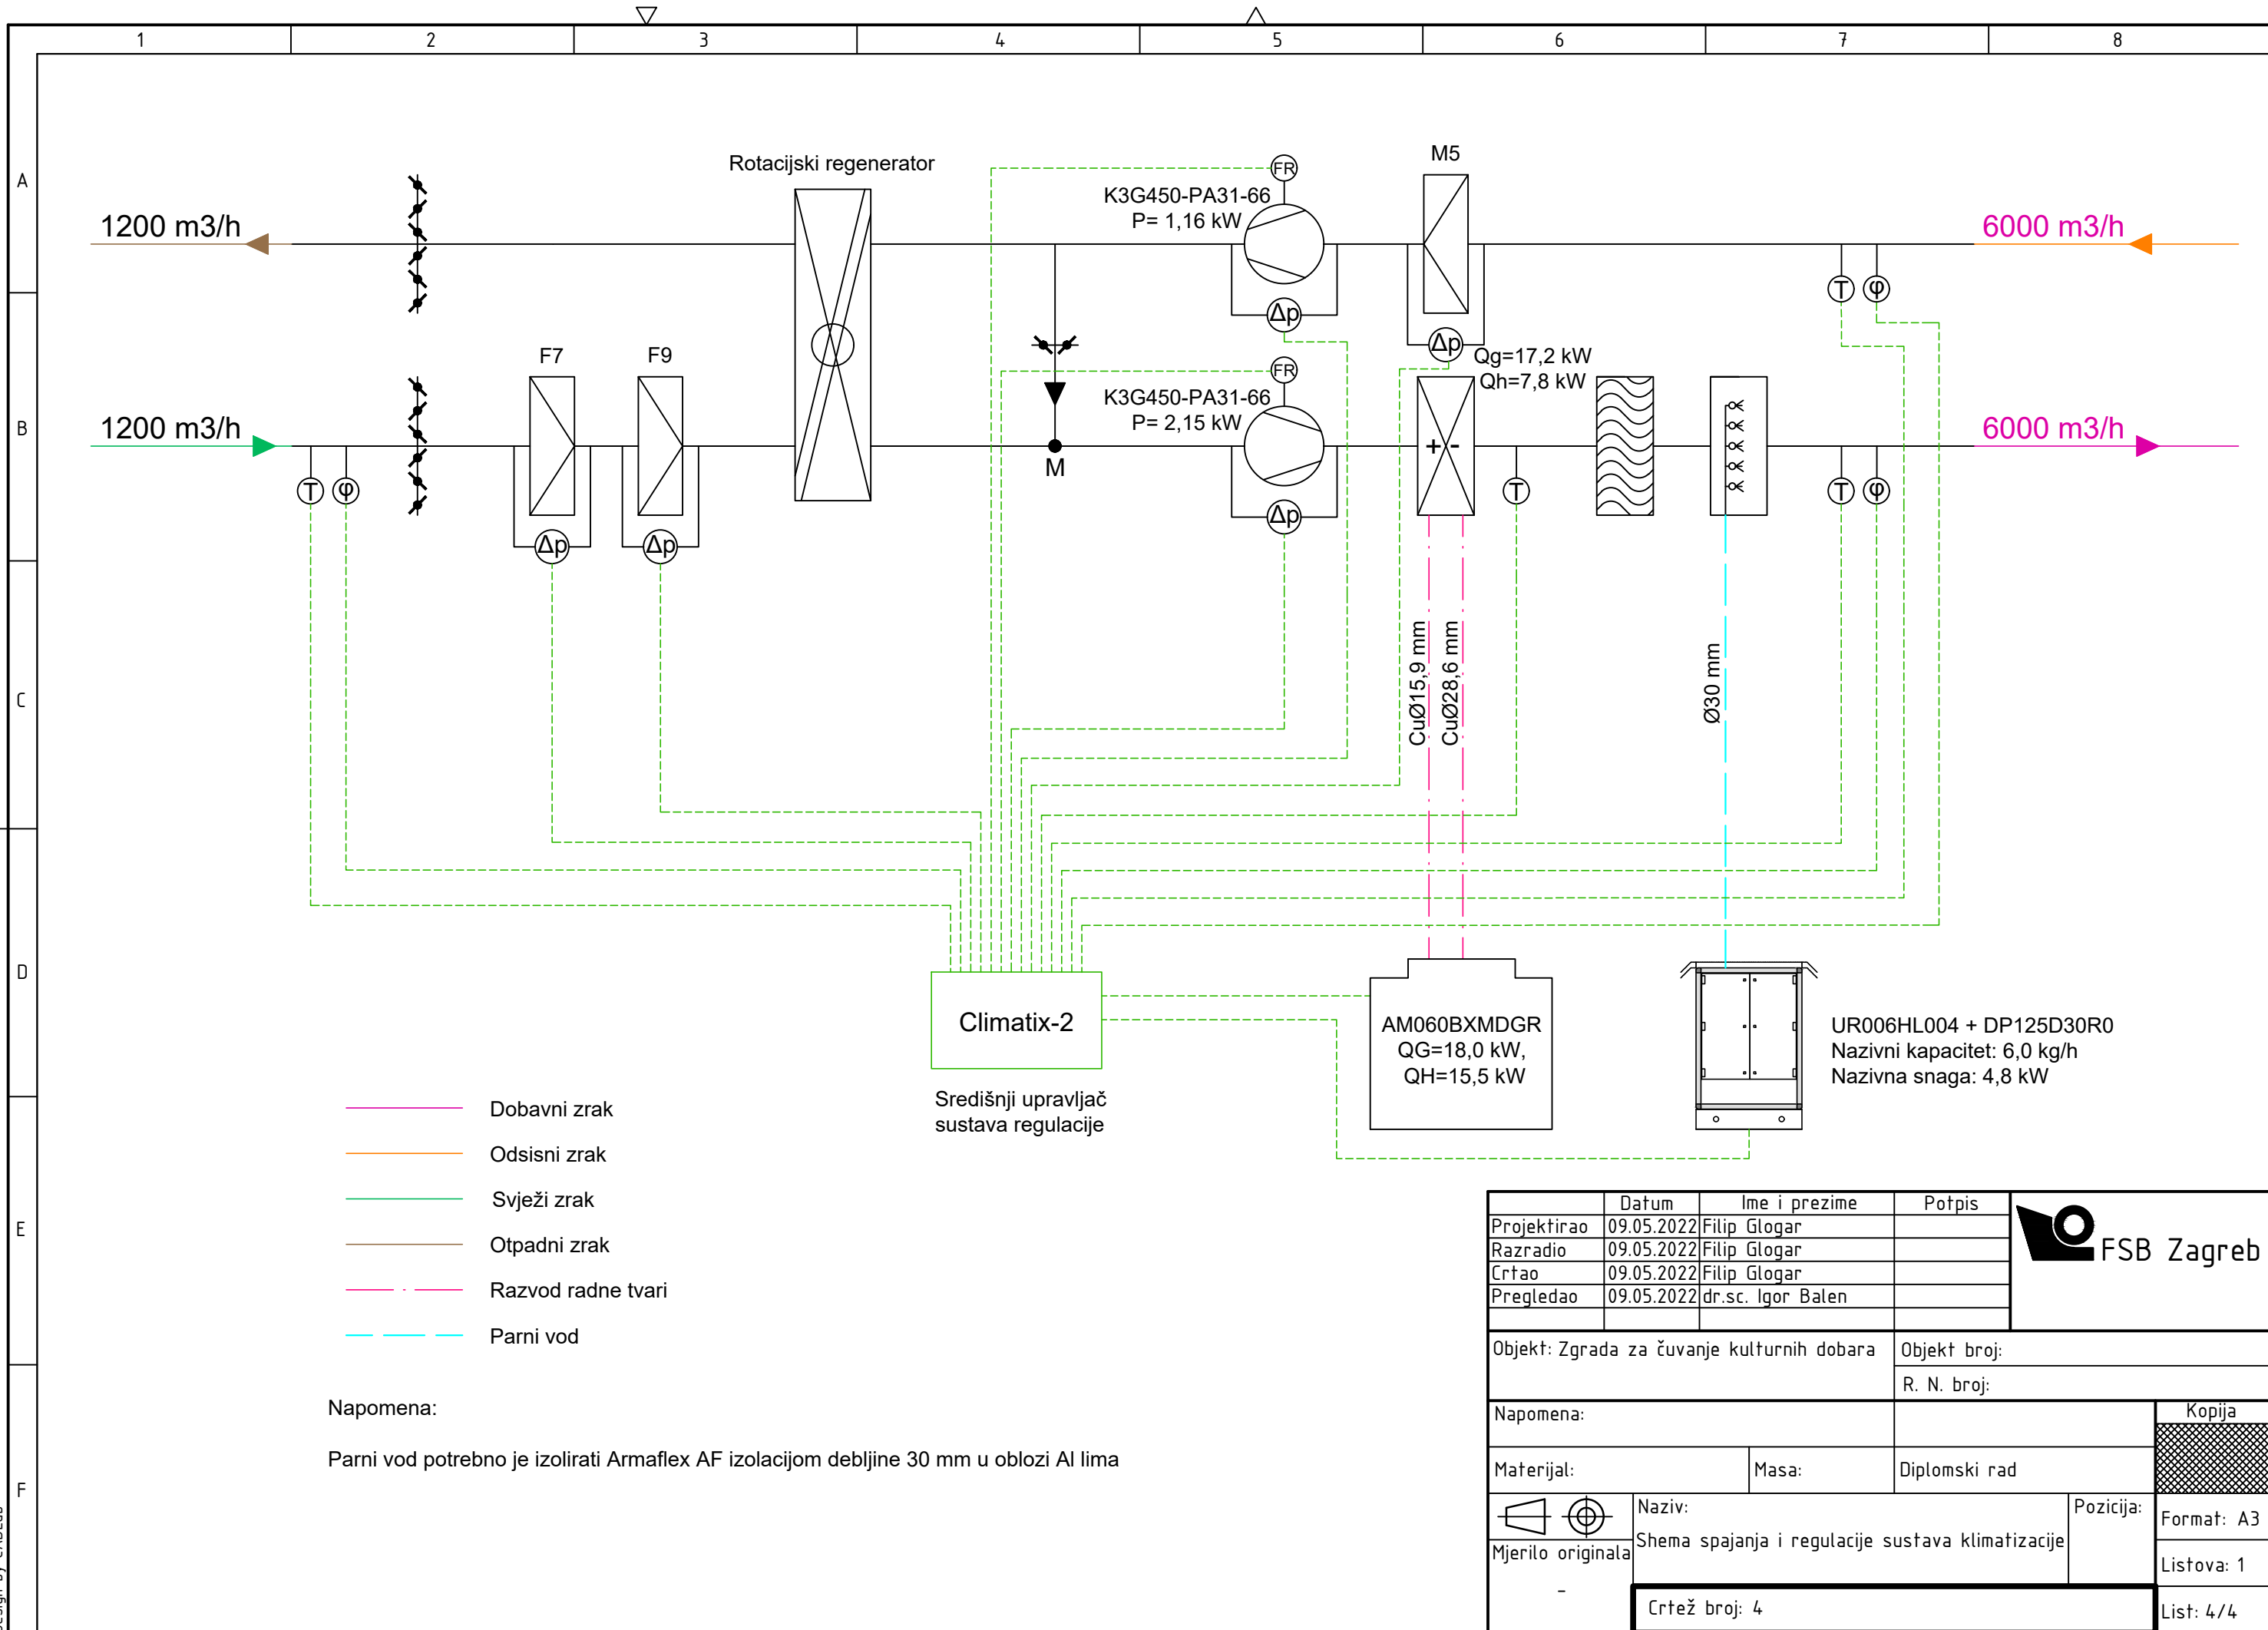 1 2 3 4 5 6 7 8
A
B
C
D
E
F
Rotacijski regenerator
FR
K3G450-PA31-66
P= 1,16 kW
M5
1200 m3/h
6000 m3/h
Δp
T φ
Δp
F7
F9
Qg=17,2 kW
Qh=7,8 kW
FR
K3G450-PA31-66
P= 2,15 kW
1200 m3/h
6000 m3/h
+ -
M
T φ
T
T φ
Δp
Δp
Δp
CuØ15,9 mm
CuØ28,6 mm
Ø30 mm
Climatix-2
Središnji upravljač
sustava regulacije
AM060BXMDGR
QG=18,0 kW,
QH=15,5 kW
UR006HL004 + DP125D30R0
Nazivni kapacitet: 6,0 kg/h
Nazivna snaga: 4,8 kW
Dobavni zrak
Odsisni zrak
Svježi zrak
Otpadni zrak
Razvod radne tvari
Parni vod
Napomena:
Parni vod potrebno je izolirati Armaflex AF izolacijom debljine 30 mm u oblozi Al lima
Datum Ime i prezime Potpis
Projektirao 09.05.2022 Filip Glogar
Razradio 09.05.2022 Filip Glogar
Crtao 09.05.2022 Filip Glogar
Pregledao 09.05.2022 dr.sc. Igor Balen
FSB Zagreb
Objekt: Zgrada za čuvanje kulturnih dobara
Objekt broj:
R. N. broj:
Napomena:
Kopija
Materijal:
Masa:
Diplomski rad
Naziv:
Shema spajanja i regulacije sustava klimatizacije
Pozicija:
Format: A3
Mjerilo originala
-
Listova: 1
Crtež broj: 4
List: 4/4